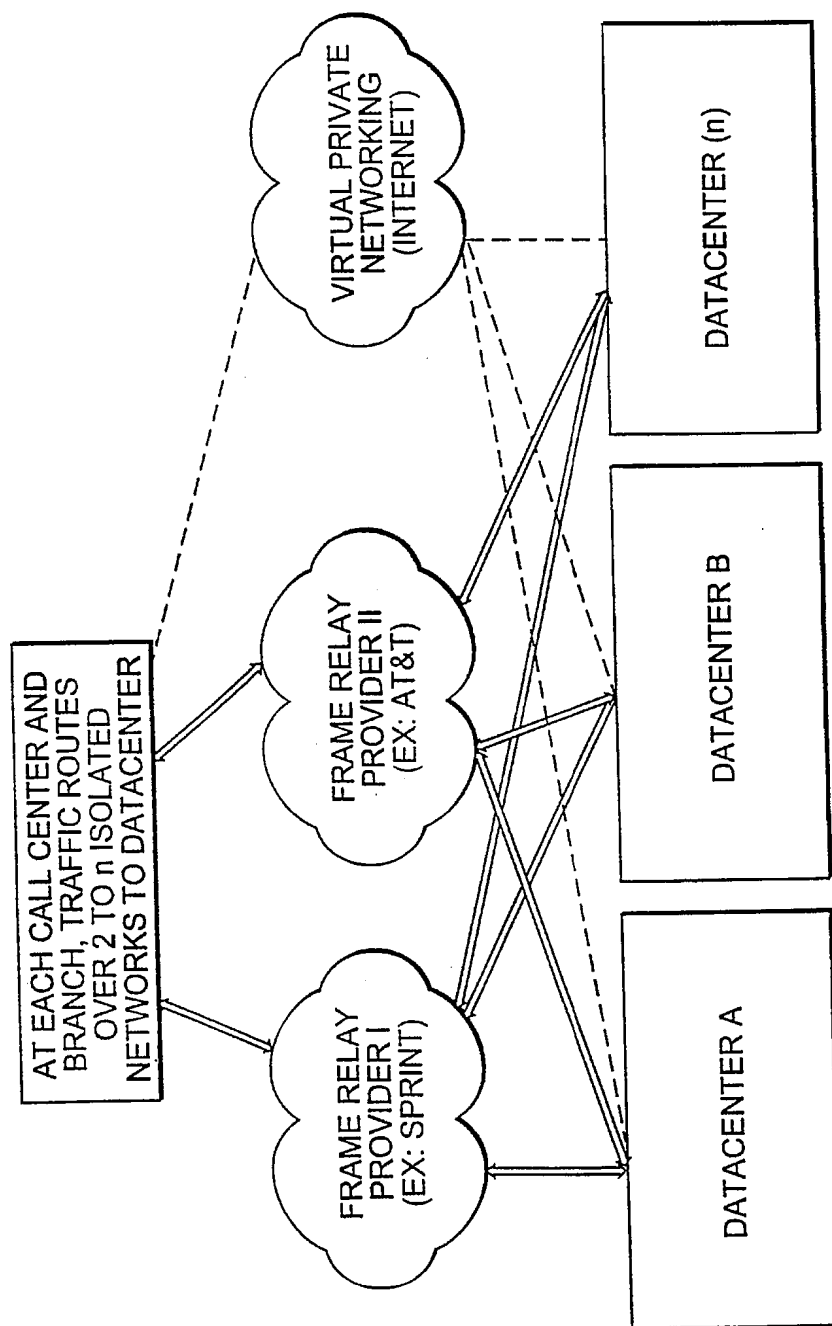 AT EACH CALL CENTER AND
BRANCH, TRAFFIC ROUTES
OVER 2 TO n ISOLATED
NETWORKS TO DATACENTER
FRAME RELAY
PROVIDER I
(EX: SPRINT)
FRAME RELAY
PROVIDER II
(EX: AT&T)
VIRTUAL PRIVATE
NETWORKING
(INTERNET)
DATACENTER A
DATACENTER B
DATACENTER (n)